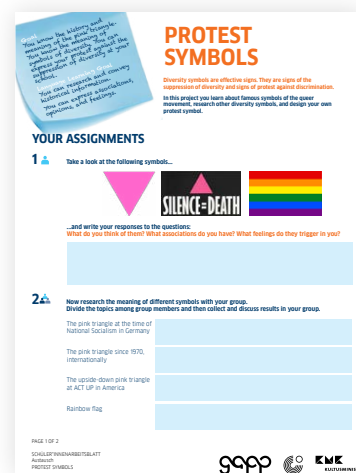 Goal
You know the history and
meaning of the pink triangle.
You know the meaning of
symbols of diversity. You can
express your protest against the
suppression of diversity at your
school.
Learning Goal
You can research and convey
historical information.
you can express associations,
opinions, and feelings.
PROTEST
SYMBOLS
Diversity symbols are effective signs. They are signs of the
suppression of diversity and signs of protest against discrimination.
In this project you learn about famous symbols of the queer
movement, research other diversity symbols, and design your own
protest symbol.
YOUR ASSIGNMENTS
1
Take a look at the following symbols...
SILENCE=DEATH
...and write your responses to the questions:
What do you think of them? What associations do you have? What feelings do they trigger in you?
2
Now research the meaning of different symbols with your group.
Divide the topics among group members and then collect and discuss results in your group.
The pink triangle at the time of
National Socialism in Germany
The pink triangle since 1970,
internationally
The upside-down pink triangle
at ACT UP in America
Rainbow flag
PAGE 1 OF 2
SCHÜLER*INNENARBEITSBLATT
Austausch
PROTEST SYMBOLS
gapp
KMK
KULTUSMINIS